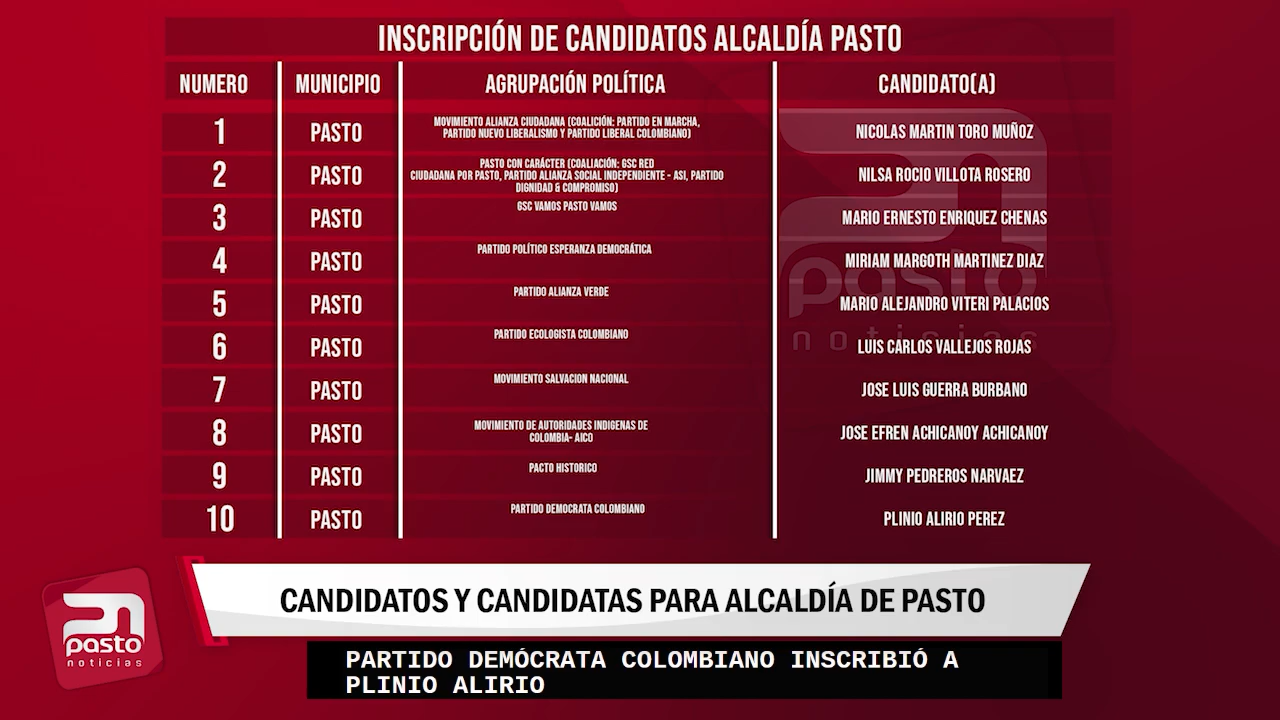 INSCRIPCIÓN DE CANDIDATOS ALCALDÍA PASTO
NUMERO MUNICIPIO AGRUPACIÓN POLÍTICA CANDIDATO(A)
1 PASTO MOVIMIENTO ALIANZA CIUDADANA (COALICIÓN: PARTIDO EN MARCHA,
PARTIDO NUEVO LIBERALISMO Y PARTIDO LIBERAL COLOMBIANO) NICOLAS MARTIN TORO MUÑOZ
2 PASTO PASTO CON CARÁCTER (COALIACIÓN: GSC RED
CIUDADANA POR PASTO, PARTIDO ALIANZA SOCIAL INDEPENDIENTE - ASI, PARTIDO
DIGNIDAD & COMPROMISO) NILSA ROCIO VILLOTA ROSERO
3 PASTO GSC VAMOS PASTO VAMOS MARIO ERNESTO ENRIQUEZ CHENAS
4 PASTO PARTIDO POLÍTICO ESPERANZA DEMOCRÁTICA MIRIAM MARGOTH MARTINEZ DIAZ
5 PASTO PARTIDO ALIANZA VERDE MARIO ALEJANDRO VITERI PALACIOS
6 PASTO PARTIDO ECOLOGISTA COLOMBIANO LUIS CARLOS VALLEJOS ROJAS
7 PASTO MOVIMIENTO SALVACION NACIONAL JOSE LUIS GUERRA BURBANO
8 PASTO MOVIMIENTO DE AUTORIDADES INDIGENAS DE
COLOMBIA- AICO JOSE EFREN ACHICANOY ACHICANOY
9 PASTO PACTO HISTORICO JIMMY PEDREROS NARVAEZ
10 PASTO PARTIDO DEMOCRATA COLOMBIANO PLINIO ALIRIO PEREZ
pasto
noticias
CANDIDATOS Y CANDIDATAS PARA ALCALDÍA DE PASTO
pasto
noticias
PARTIDO DEMÓCRATA COLOMBIANO INSCRIBIÓ A
PLINIO ALIRIO